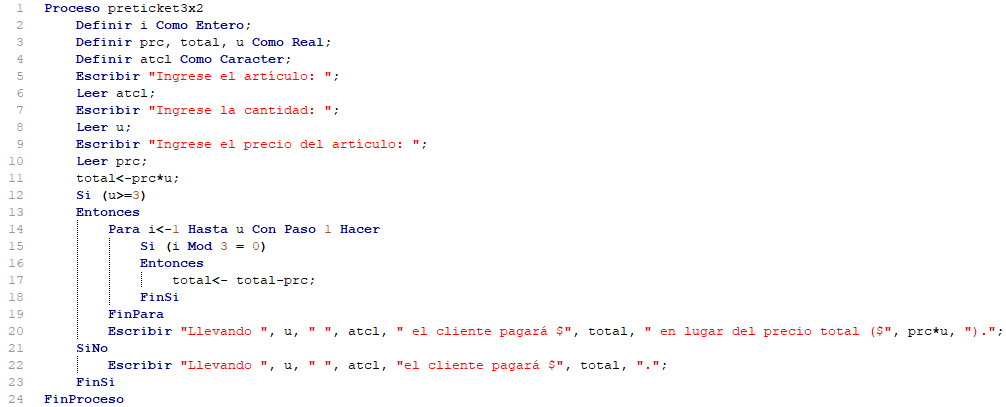 1 Proceso preticket3x2
2 Definir i Como Entero;
3 Definir prc, total, u Como Real;
4 Definir atcl Como Caracter;
5 Escribir "Ingrese el artículo: ";
6 Leer atcl;
7 Escribir "Ingrese la cantidad: ";
8 Leer u;
9 Escribir "Ingrese el precio del artículo: ";
10 Leer prc;
11 total<-prc*u;
12 Si (u>=3)
13 Entonces
14 Para i<-1 Hasta u Con Paso 1 Hacer
15 Si (i Mod 3 = 0)
16 Entonces
17 total<- total-prc;
18 FinSi
19 FinPara
20 Escribir "Llevando ", u, " ", atcl, " el cliente pagará $", total, " en lugar del precio total ($", prc*u, ").";
21 SiNo
22 Escribir "Llevando ", u, " ", atcl, "el cliente pagará $", total, ".";
23 FinSi
24 FinProceso